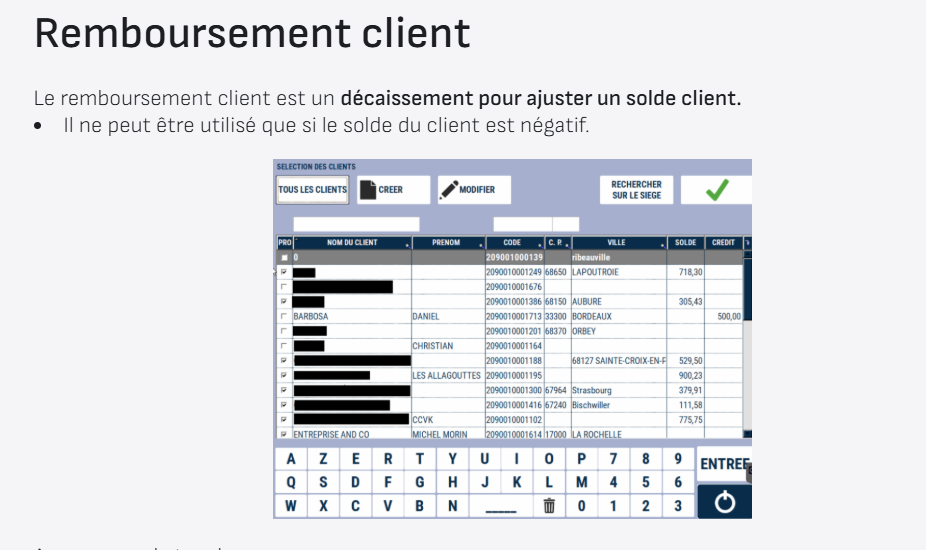 Remboursement client
Le remboursement client est un décaissement pour ajuster un solde client.
• Il ne peut être utilisé que si le solde du client est négatif.
SELECTION DES CLIENTS
TOUS LES CLIENTS CREER MODIFIER RECHERCHER
SUR LE SIEGE
PRO NOM DU CLIENT PRENOM CODE C. P. VILLE SOLDE CREDIT
0 209001000139 ribeauville
2090010001249 68650 LAPOUTROIE 718,30
2090010001676
2090010001386 68150 AUBURE 305,43
BARBOSA DANIEL 2090010001713 33300 BORDEAUX 500,00
2090010001201 68370 ORBEY
CHRISTIAN 2090010001164
2090010001188 68127 SAINTE-CROIX-EN-P 529,50
LES ALLAGOUTTES 2090010001195 900,23
2090010001300 67964 Strasbourg 379,91
2090010001416 67240 Bischwiller 111,58
CCVK 2090010001102 775,75
ENTREPRISE AND CO MICHEL MORIN 2090010001614 17000 LA ROCHELLE
A Z E R T Y U I O P 7 8 9 ENTREE
Q S D F G H J K L M 4 5 6
W X C V B N _____ 0 1 2 3